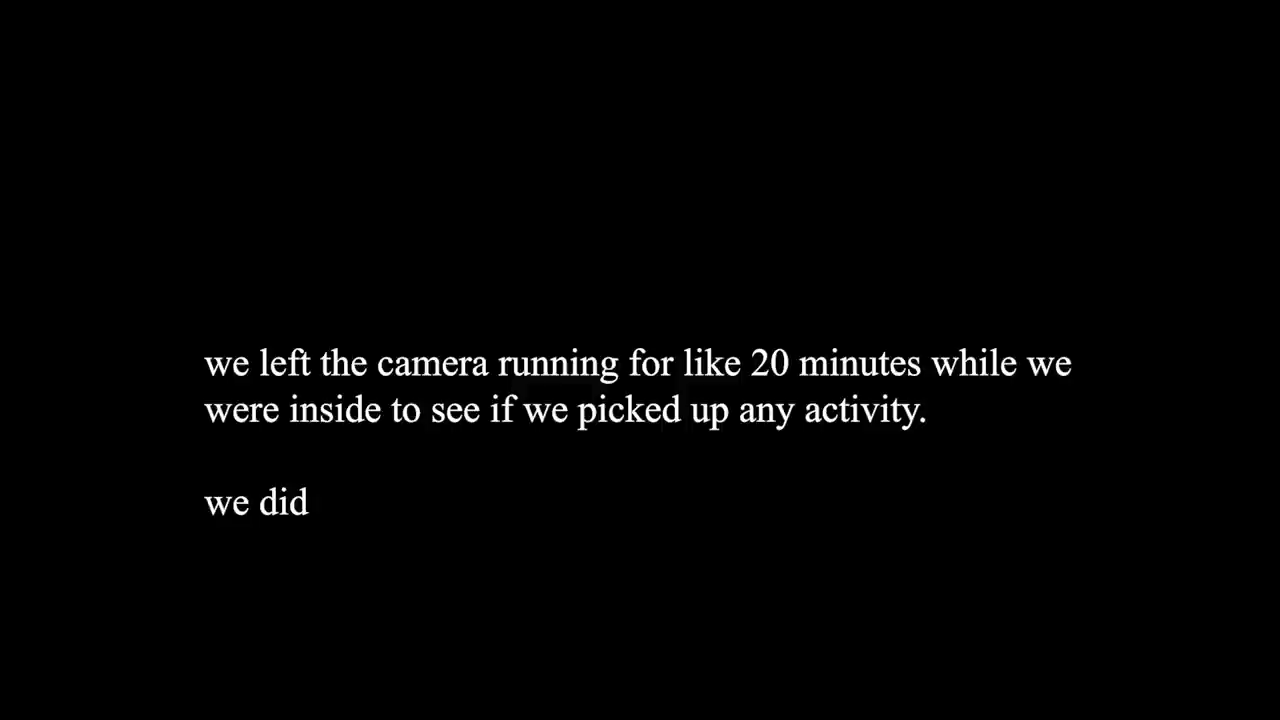 we left the camera running for like 20 minutes while we
were inside to see if we picked up any activity.
we did